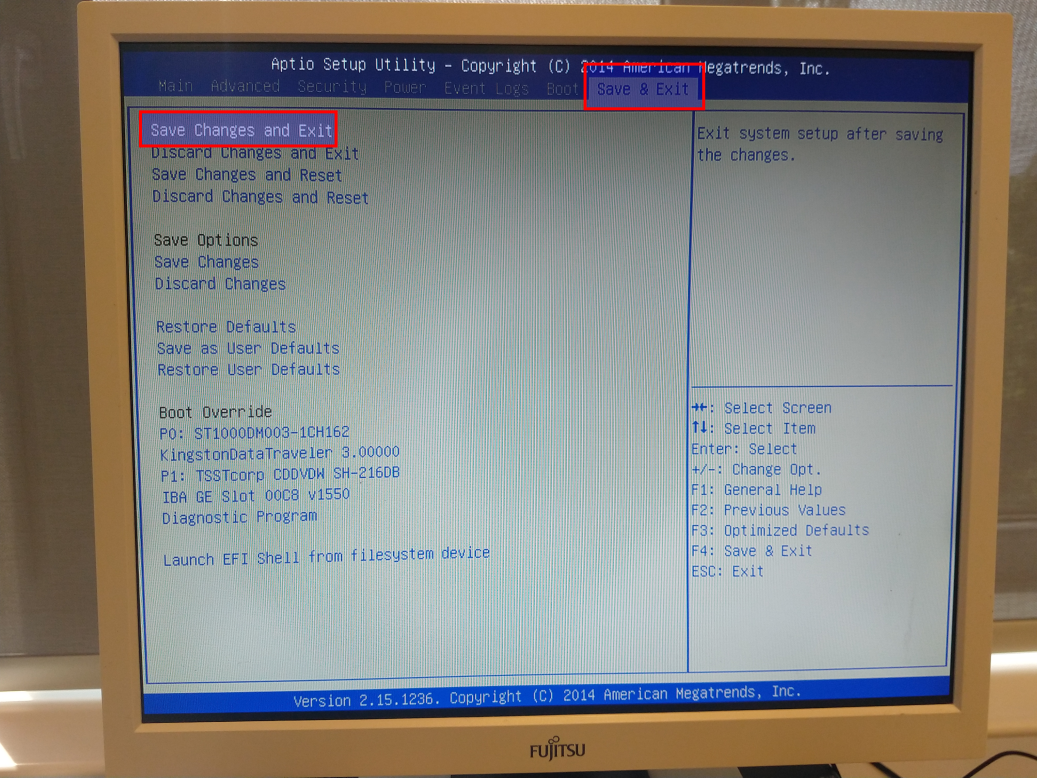 Aptio Setup Utility – Copyright (C) 2014 American Megatrends, Inc.
Main Advanced Security Power Event Logs Boot Save & Exit
Save Changes and Exit
Discard Changes and Exit
Save Changes and Reset
Discard Changes and Reset
Save Options
Save Changes
Discard Changes
Restore Defaults
Save as User Defaults
Restore User Defaults
Boot Override
P0: ST1000DM003-1CH162
KingstonDataTraveler 3.00000
P1: TSSTcorp CDDVDW SH-216DB
IBA GE Slot 00C8 v1550
Diagnostic Program
Launch EFI Shell from filesystem device
Exit system setup after saving
the changes.
→←: Select Screen
↑↓: Select Item
Enter: Select
+/-: Change Opt.
F1: General Help
F2: Previous Values
F3: Optimized Defaults
F4: Save & Exit
ESC: Exit
Version 2.15.1236. Copyright (C) 2014 American Megatrends, Inc.
FUJITSU